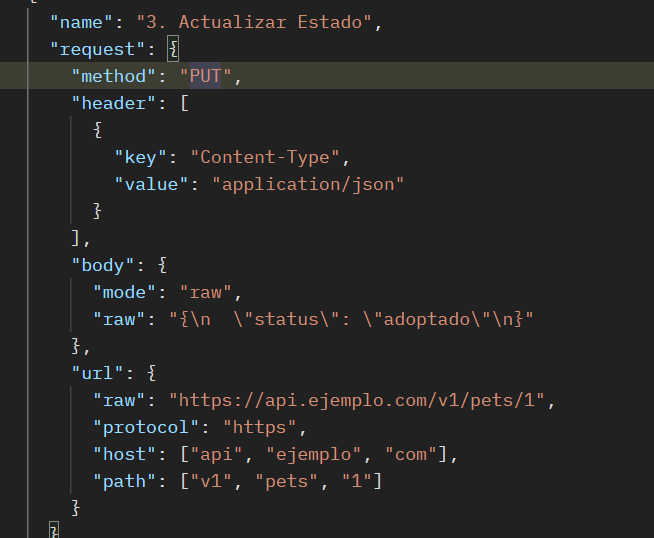 {
"name": "3. Actualizar Estado",
"request": {
"method": "PUT",
"header": [
{
"key": "Content-Type",
"value": "application/json"
}
],
"body": {
"mode": "raw",
"raw": "{\n  \"status\": \"adoptado\"\n}"
},
"url": {
"raw": "https://api.ejemplo.com/v1/pets/1",
"protocol": "https",
"host": ["api", "ejemplo", "com"],
"path": ["v1", "pets", "1"]
}
}